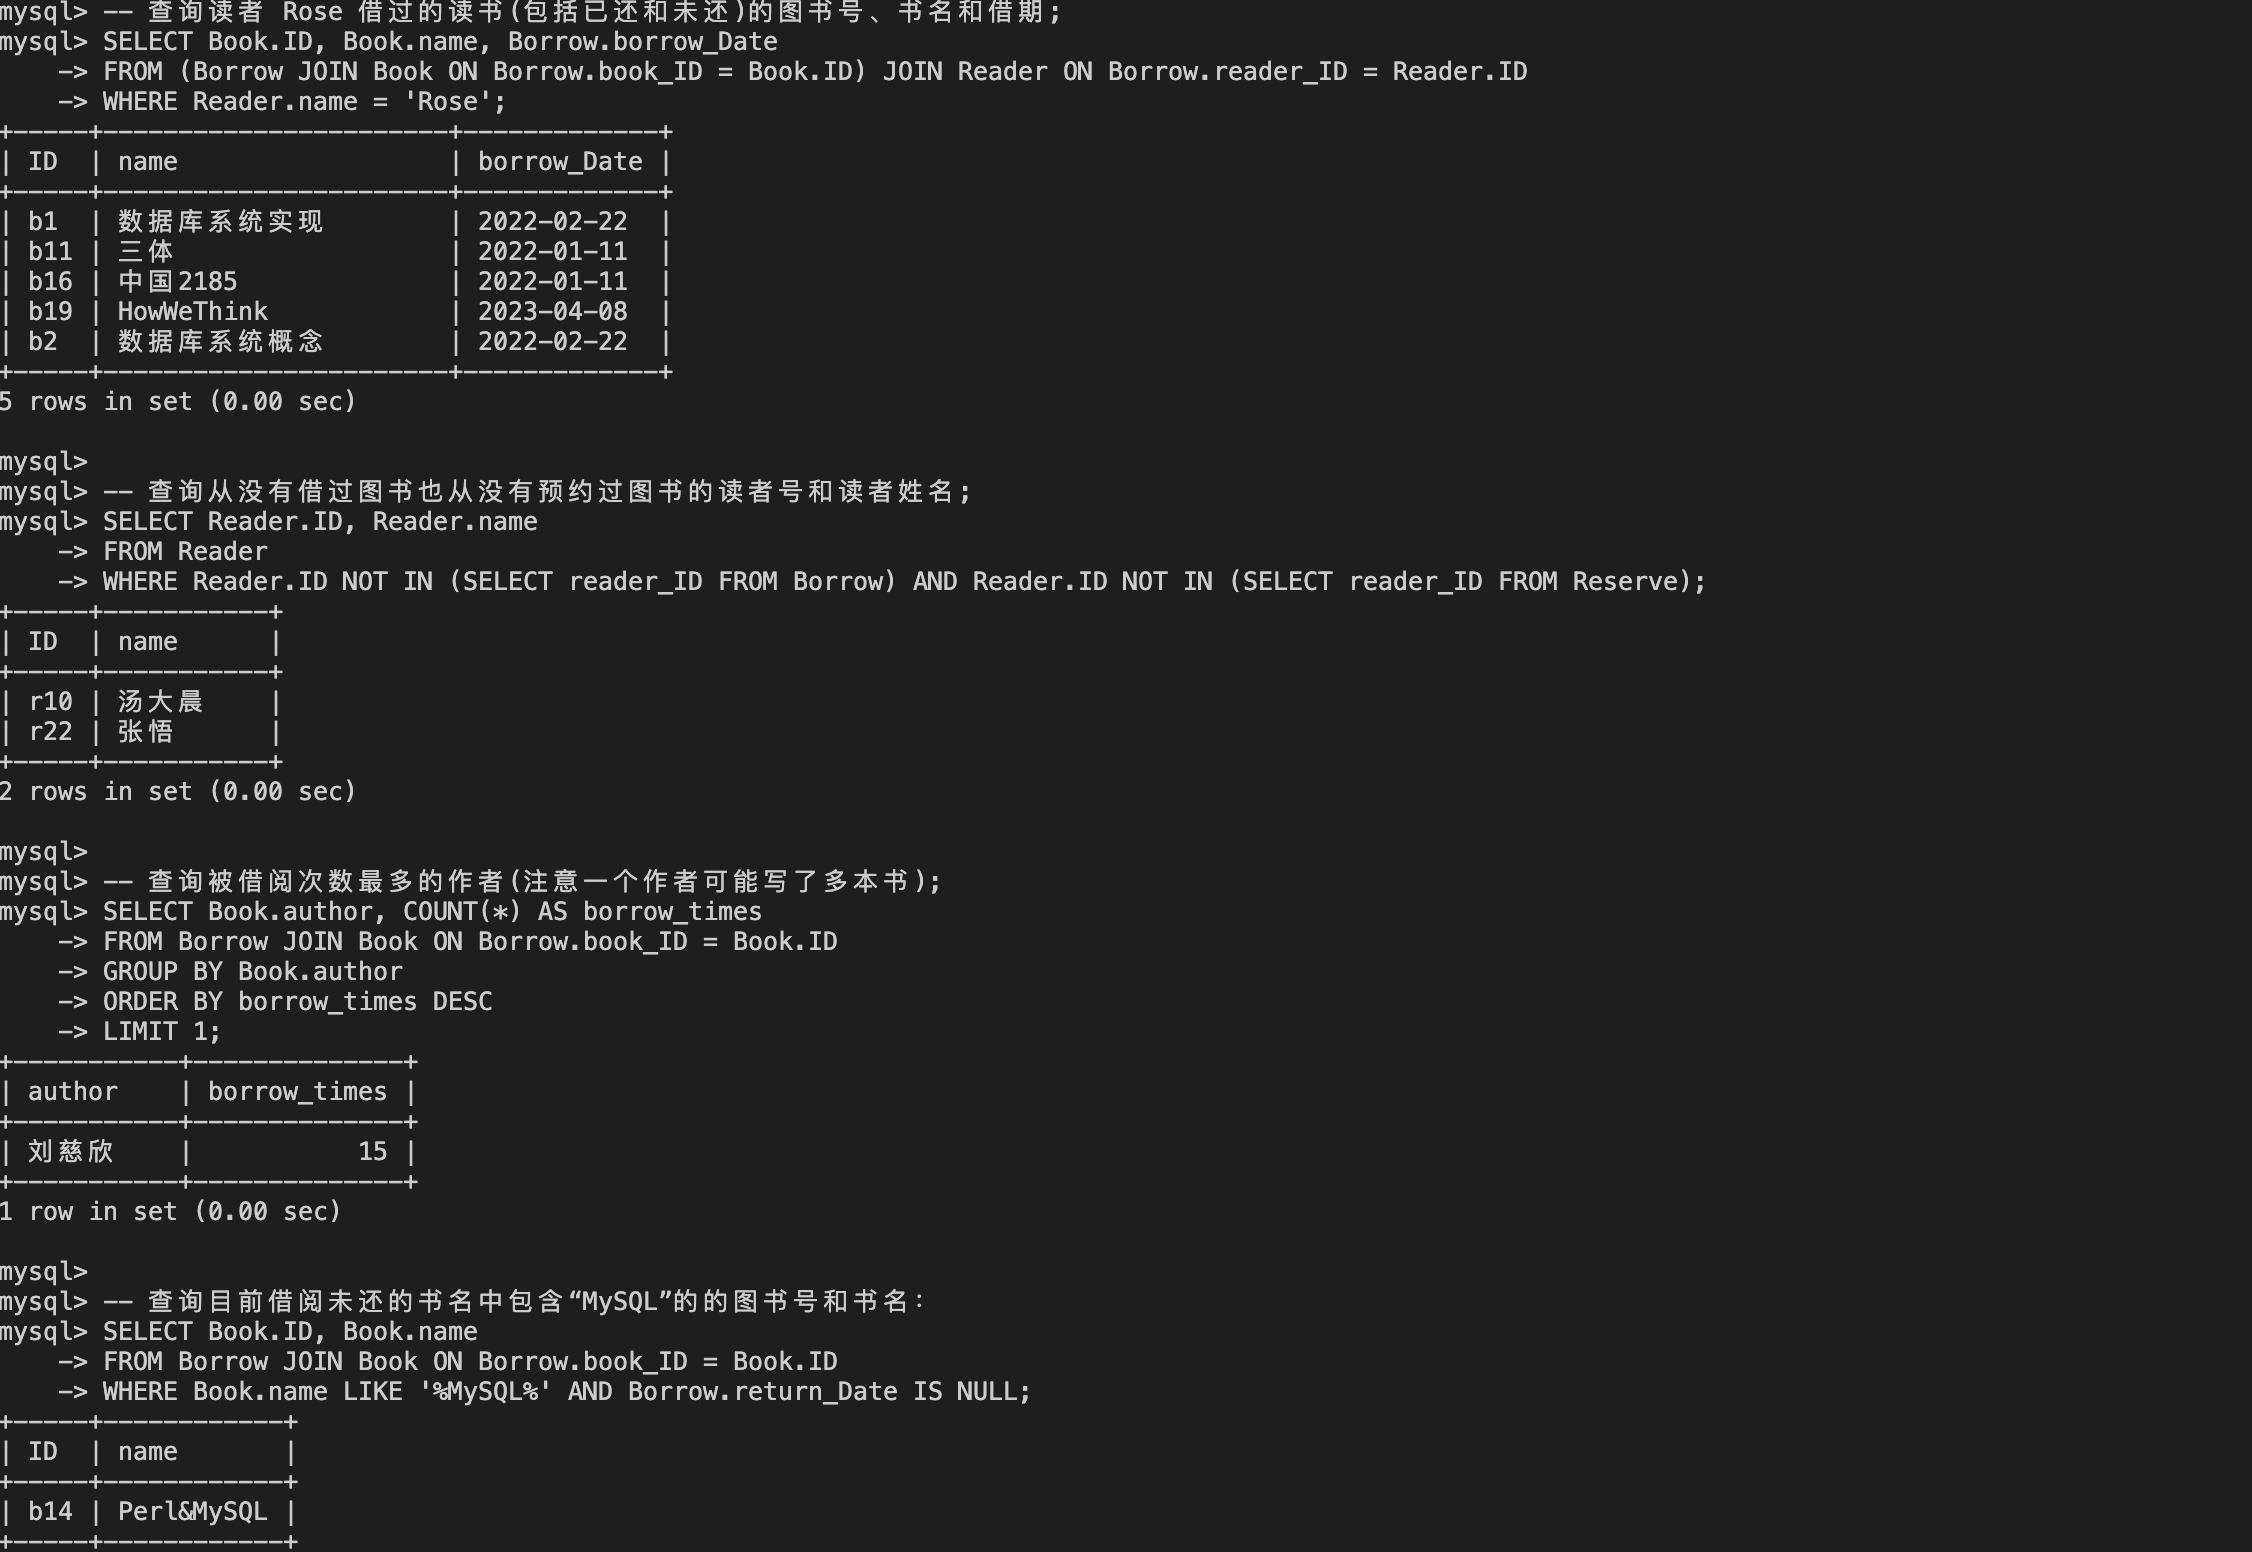 mysql> -- 查询读者 Rose 借过的读书(包括已还和未还)的图书号、书名和借期;
mysql> SELECT Book.ID, Book.name, Borrow.borrow_Date
    -> FROM (Borrow JOIN Book ON Borrow.book_ID = Book.ID) JOIN Reader ON Borrow.reader_ID = Reader.ID
    -> WHERE Reader.name = 'Rose';
+-----+-----------------------+-------------+
| ID  | name                  | borrow_Date |
+-----+-----------------------+-------------+
| b1  | 数据库系统实现         | 2022-02-22  |
| b11 | 三体                  | 2022-01-11  |
| b16 | 中国2185              | 2022-01-11  |
| b19 | HowWeThink            | 2023-04-08  |
| b2  | 数据库系统概念         | 2022-02-22  |
+-----+-----------------------+-------------+
5 rows in set (0.00 sec)

mysql>
mysql> -- 查询从没有借过图书也从没有预约过图书的读者号和读者姓名;
mysql> SELECT Reader.ID, Reader.name
    -> FROM Reader
    -> WHERE Reader.ID NOT IN (SELECT reader_ID FROM Borrow) AND Reader.ID NOT IN (SELECT reader_ID FROM Reserve);
+-----+-----------+
| ID  | name      |
+-----+-----------+
| r10 | 汤大晨    |
| r22 | 张悟      |
+-----+-----------+
2 rows in set (0.00 sec)

mysql>
mysql> -- 查询被借阅次数最多的作者(注意一个作者可能写了多本书);
mysql> SELECT Book.author, COUNT(*) AS borrow_times
    -> FROM Borrow JOIN Book ON Borrow.book_ID = Book.ID
    -> GROUP BY Book.author
    -> ORDER BY borrow_times DESC
    -> LIMIT 1;
+-----------+--------------+
| author    | borrow_times |
+-----------+--------------+
| 刘慈欣    |           15 |
+-----------+--------------+
1 row in set (0.00 sec)

mysql>
mysql> -- 查询目前借阅未还的书名中包含“MySQL”的的图书号和书名:
mysql> SELECT Book.ID, Book.name
    -> FROM Borrow JOIN Book ON Borrow.book_ID = Book.ID
    -> WHERE Book.name LIKE '%MySQL%' AND Borrow.return_Date IS NULL;
+-----+------------+
| ID  | name       |
+-----+------------+
| b14 | Perl&MySQL |
+-----+------------+